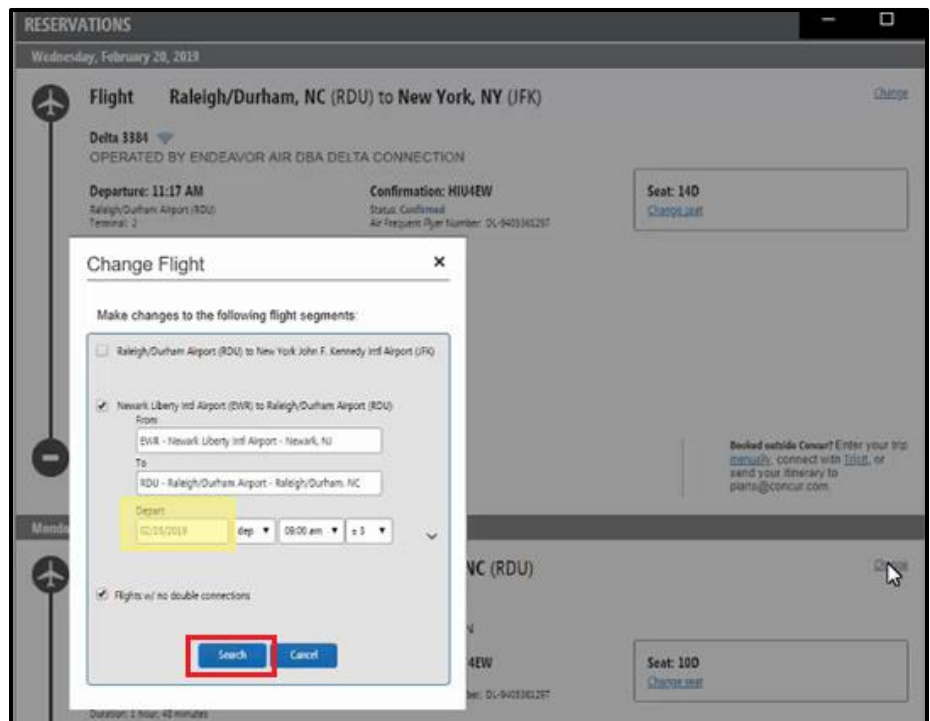 RESERVATIONS
Wednesday, February 20, 2019
Flight Raleigh/Durham, NC (RDU) to New York, NY (JFK)
Change
Delta 3384
OPERATED BY ENDEAVOR AIR DBA DELTA CONNECTION
Departure: 11:17 AM
Confirmation: HIU4EW
Seat: 14D
Raleigh/Durham Airport (RDU)
Status: Confirmed
Change seat
Terminal: 2
Air Frequent Flyer Number: DL-9403361297
Change Flight
×
Make changes to the following flight segments:
Raleigh/Durham Airport (RDU) to New York John F. Kennedy Intl Airport (JFK)
Newark Liberty Intl Airport (EWR) to Raleigh/Durham Airport (RDU)
From
EWR - Newark Liberty Intl Airport - Newark, NJ
To
RDU - Raleigh/Durham Airport - Raleigh/Durham, NC
Depart
dep
09:00 am
± 3
Flights w/ no double connections
Search
Cancel
Booked outside Concur? Enter your trip
manually, connect with TripIt, or
send your itinerary to
plans@concur.com.
Monda
NC (RDU)
4EW
Seat: 10D
Change seat
ber: DL-9403361297
Duration: 1 hour, 40 minutes